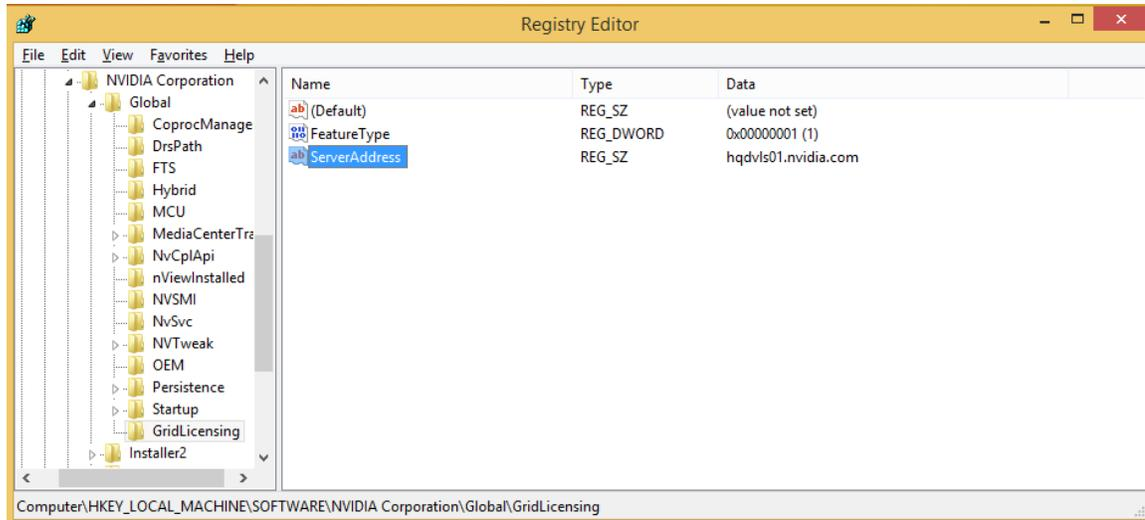 Registry Editor
File Edit View Favorites Help
NVIDIA Corporation
Global
CoprocManage
DrsPath
FTS
Hybrid
MCU
MediaCenterTra
NvCplApi
nViewInstalled
NVSMI
NvSvc
NVTweak
OEM
Persistence
Startup
GridLicensing
Installer2
Name Type Data
(Default) REG_SZ (value not set)
FeatureType REG_DWORD 0x00000001 (1)
ServerAddress REG_SZ hqdvls01.nvidia.com
Computer\HKEY_LOCAL_MACHINE\SOFTWARE\NVIDIA Corporation\Global\GridLicensing